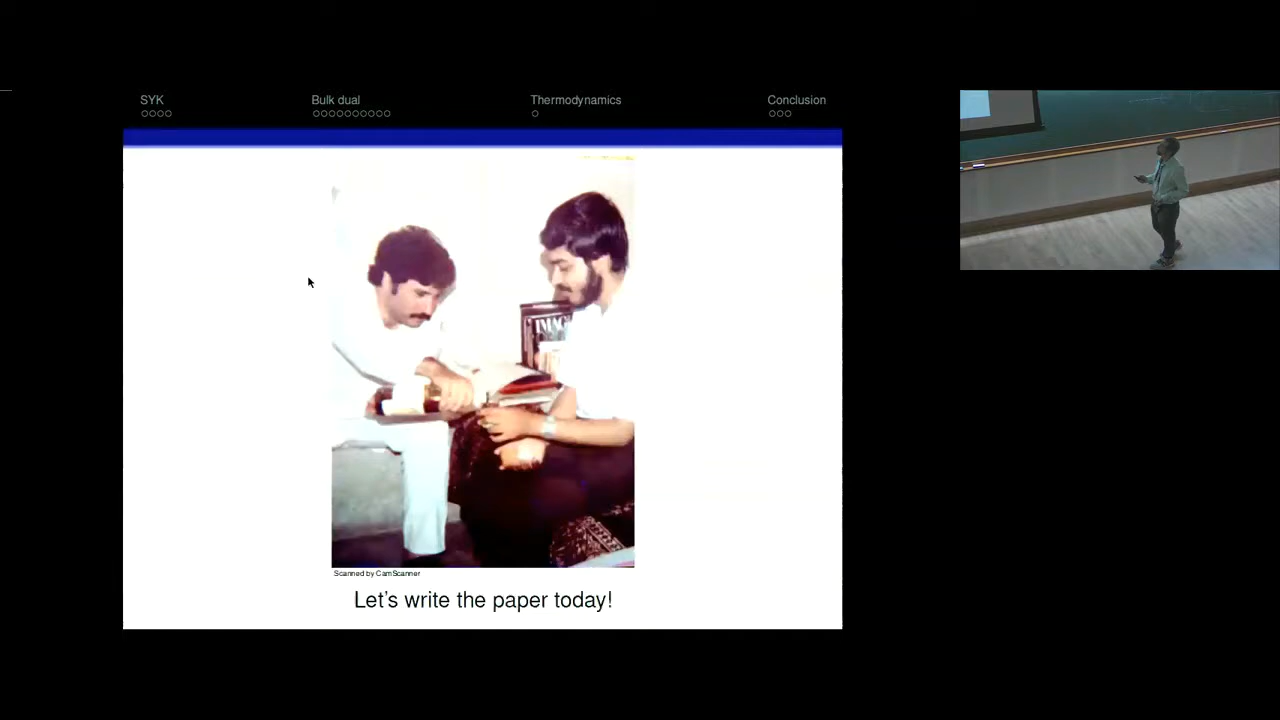 SYK
Bulk dual
Thermodynamics
Conclusion
Scanned by CamScanner
Let's write the paper today!